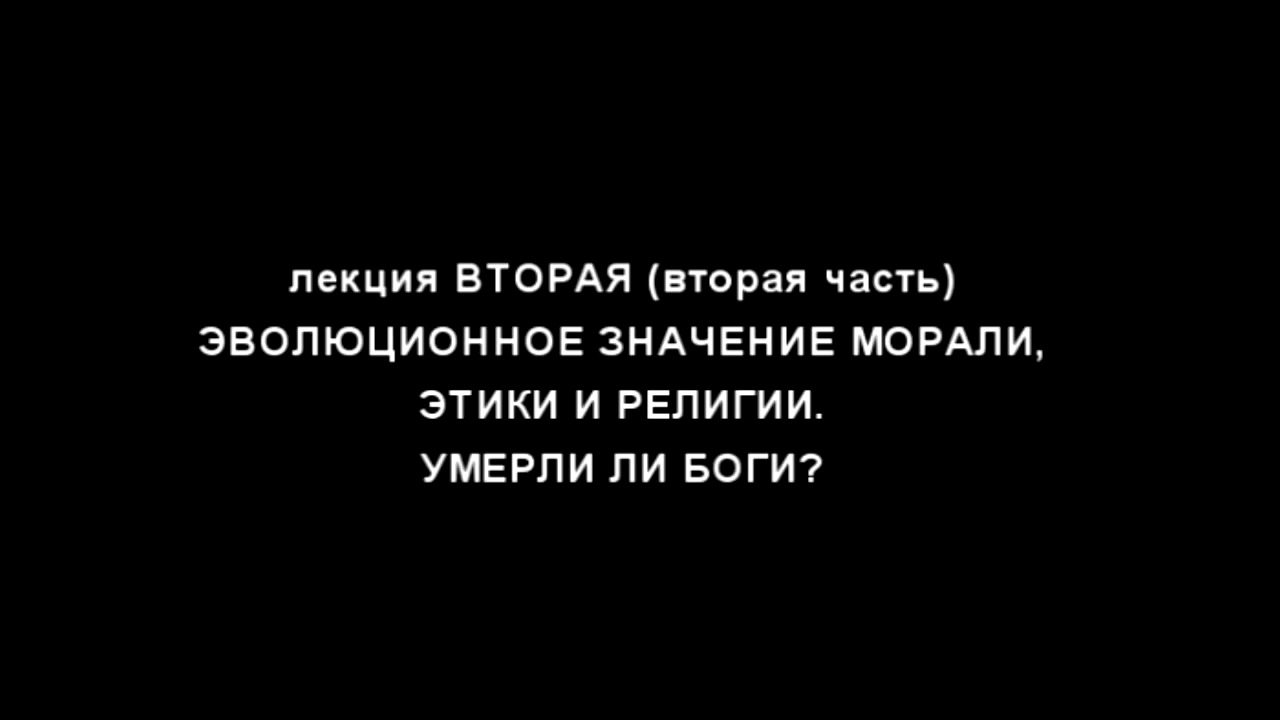 лекция ВТОРАЯ (вторая часть)
ЭВОЛЮЦИОННОЕ ЗНАЧЕНИЕ МОРАЛИ,
ЭТИКИ И РЕЛИГИИ.
УМЕРЛИ ЛИ БОГИ?